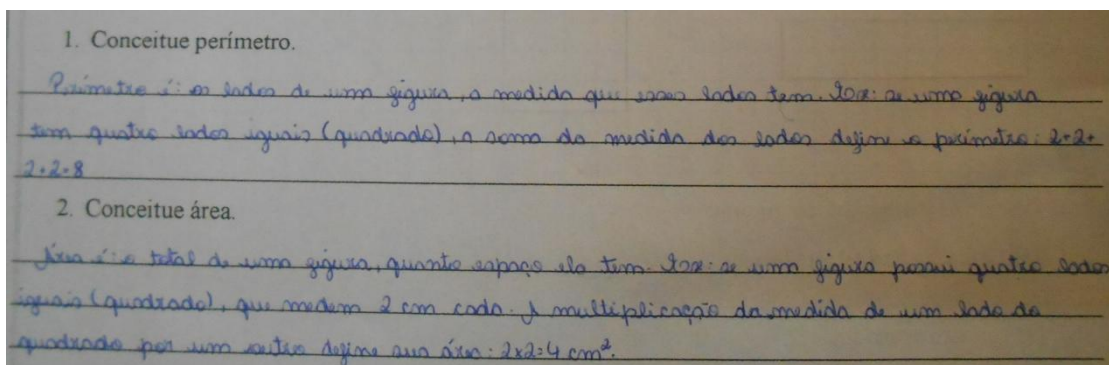 1. Conceitue perímetro.
Perímetro é: os lados de uma figura, a medida que esses lados tem. Ex: se uma figura
tem quatro lados iguais (quadrado), a soma da medida dos lados define o perímetro: 2+2+
2+2=8
2. Conceitue área.
Área é: o total de uma figura, quanto espaço ela tem. Ex: se uma figura possui quatro lados
iguais (quadrado), que medem 2 cm cada. A multiplicação da medida de um lado do
quadrado por um outro define sua área: 2x2=4 cm².